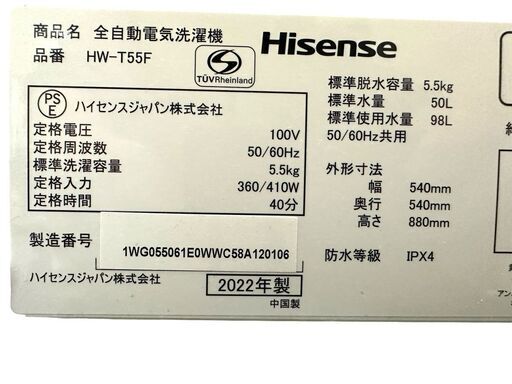 商品名 全自動電気洗濯機
品番 HW-T55F
TÜVRheinland
Hisense
PS
E
ハイセンスジャパン株式会社
定格電圧 100V
定格周波数 50/60Hz
標準洗濯容量 5.5kg
定格入力 360/410W
定格時間 40分
製造番号 1WG055061E0WWC58A120106
ハイセンスジャパン株式会社 2022年製
中国製
標準脱水容量 5.5kg
標準水量 50L
標準使用水量 98L
50/60Hz共用
外形寸法
幅 540mm
奥行 540mm
高さ 880mm
防水等級 IPX4